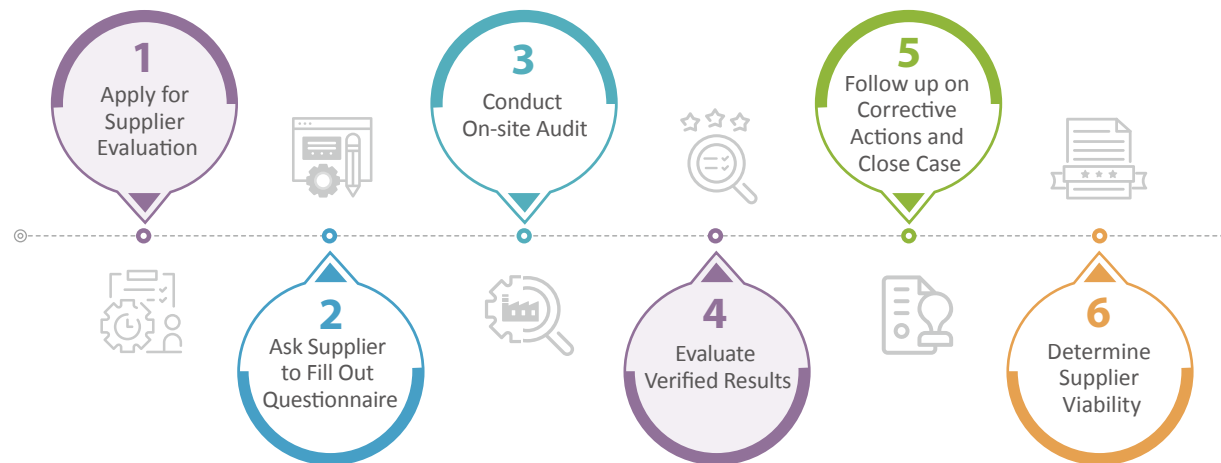 1
Apply for
Supplier
Evaluation
2
Ask Supplier
to Fill Out
Questionnaire
3
Conduct
On-site Audit
4
Evaluate
Verified Results
5
Follow up on
Corrective
Actions and
Close Case
6
Determine
Supplier
Viability